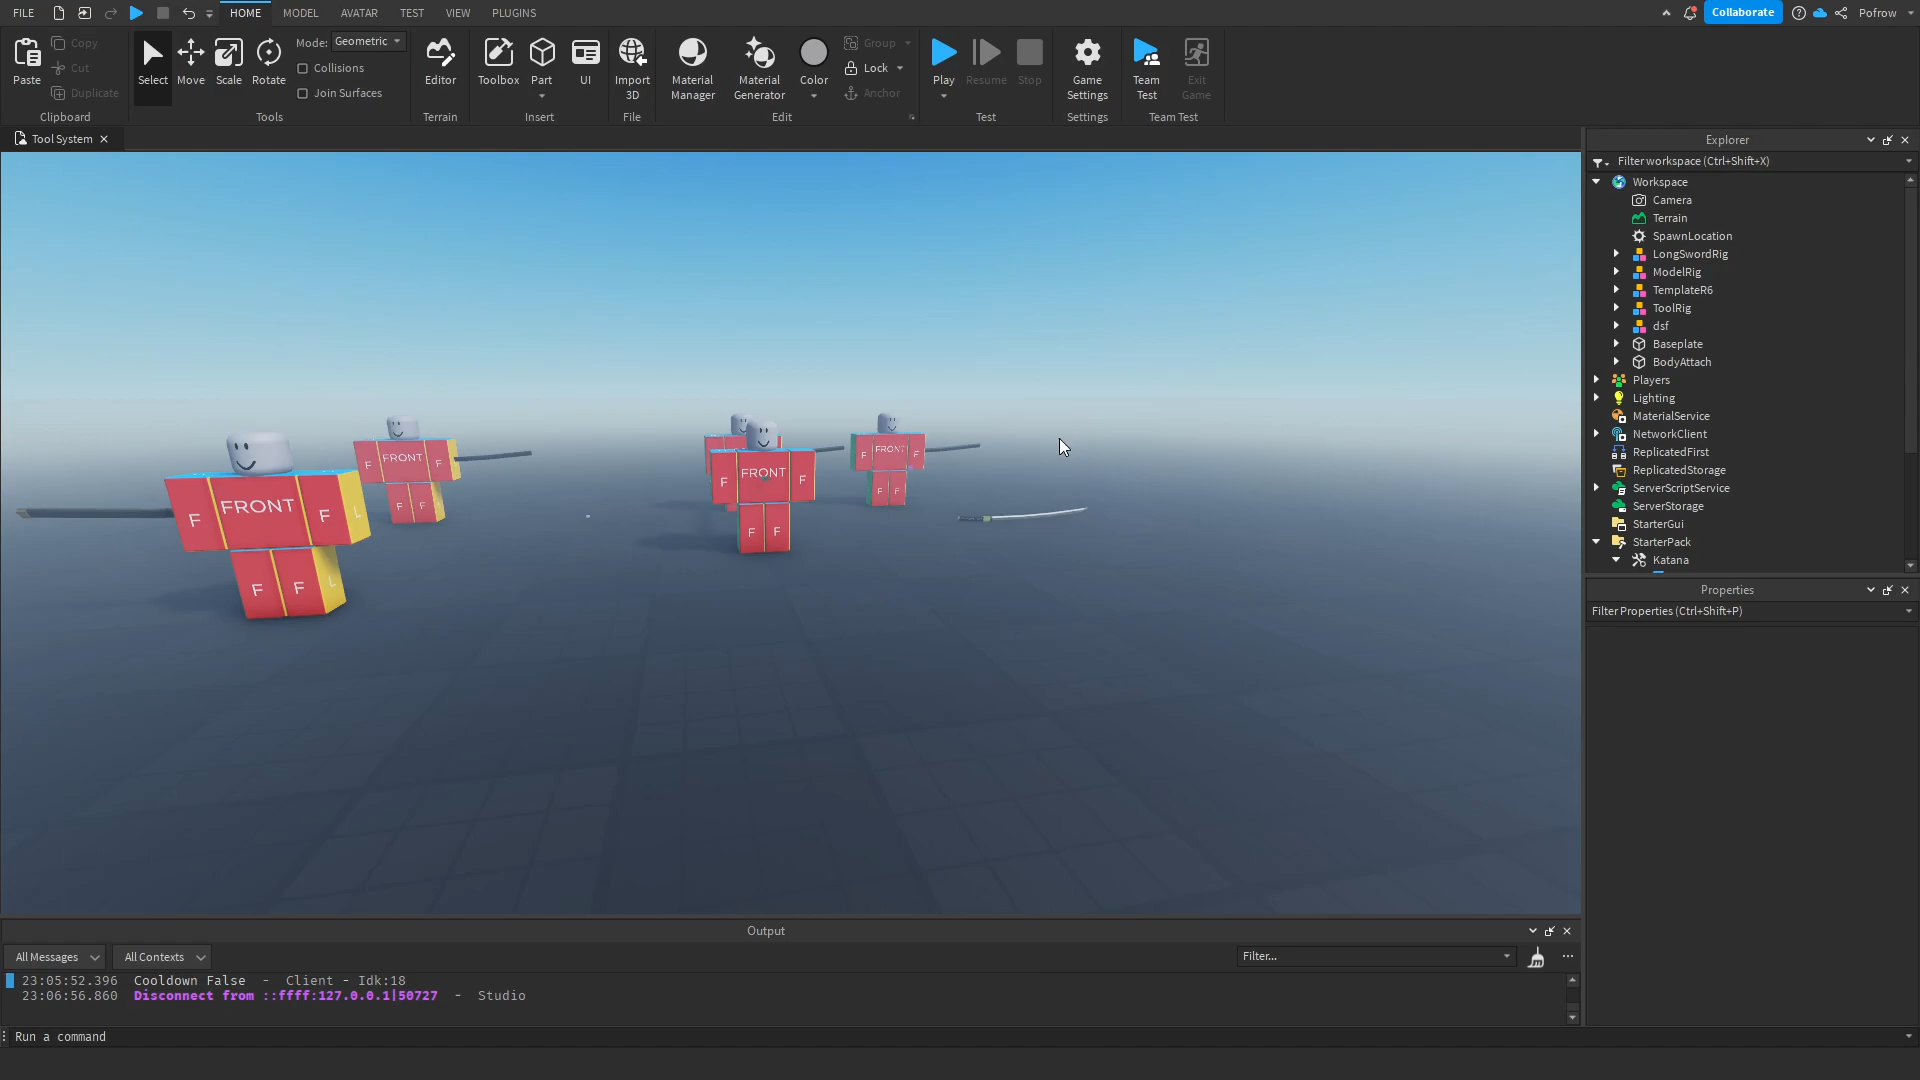 FILE
HOME
MODEL
AVATAR
TEST
VIEW
PLUGINS
Collaborate
Pofrow
Paste
Copy
Cut
Duplicate
Clipboard
Select
Move
Scale
Rotate
Mode: Geometric
Collisions
Join Surfaces
Tools
Editor
Terrain
Toolbox
Part
UI
Insert
Import
3D
File
Material
Manager
Material
Generator
Color
Group
Lock
Anchor
Edit
Play
Resume
Stop
Test
Game
Settings
Settings
Team
Test
Exit
Game
Team Test
Tool System
FRONT
F
F
F
F
FRONT
F
F
F
F
FRONT
F
F
F
F
FRONT
F
F
F
F
Explorer
Filter workspace (Ctrl+Shift+X)
Workspace
Camera
Terrain
SpawnLocation
LongSwordRig
ModelRig
TemplateR6
ToolRig
dsf
Baseplate
BodyAttach
Players
Lighting
MaterialService
NetworkClient
ReplicatedFirst
ReplicatedStorage
ServerScriptService
ServerStorage
StarterGui
StarterPack
Katana
Properties
Filter Properties (Ctrl+Shift+P)
Output
All Messages
All Contexts
Filter...
23:05:52.396 Cooldown False - Client - Idk:18
23:06:56.860 Disconnect from ::ffff:127.0.0.1|50727 - Studio
Run a command